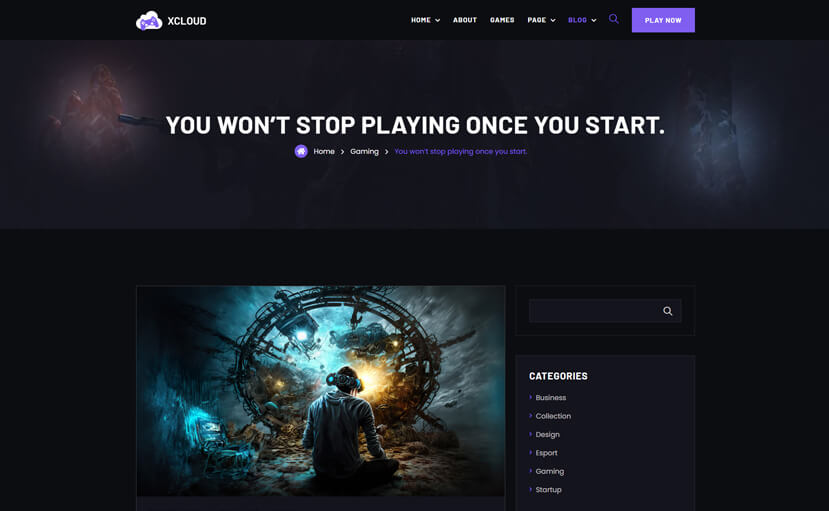 XCLOUD
HOME ABOUT GAMES PAGE BLOG PLAY NOW
YOU WON’T STOP PLAYING ONCE YOU START.
Home Gaming You won’t stop playing once you start.
CATEGORIES
Business
Collection
Design
Esport
Gaming
Startup